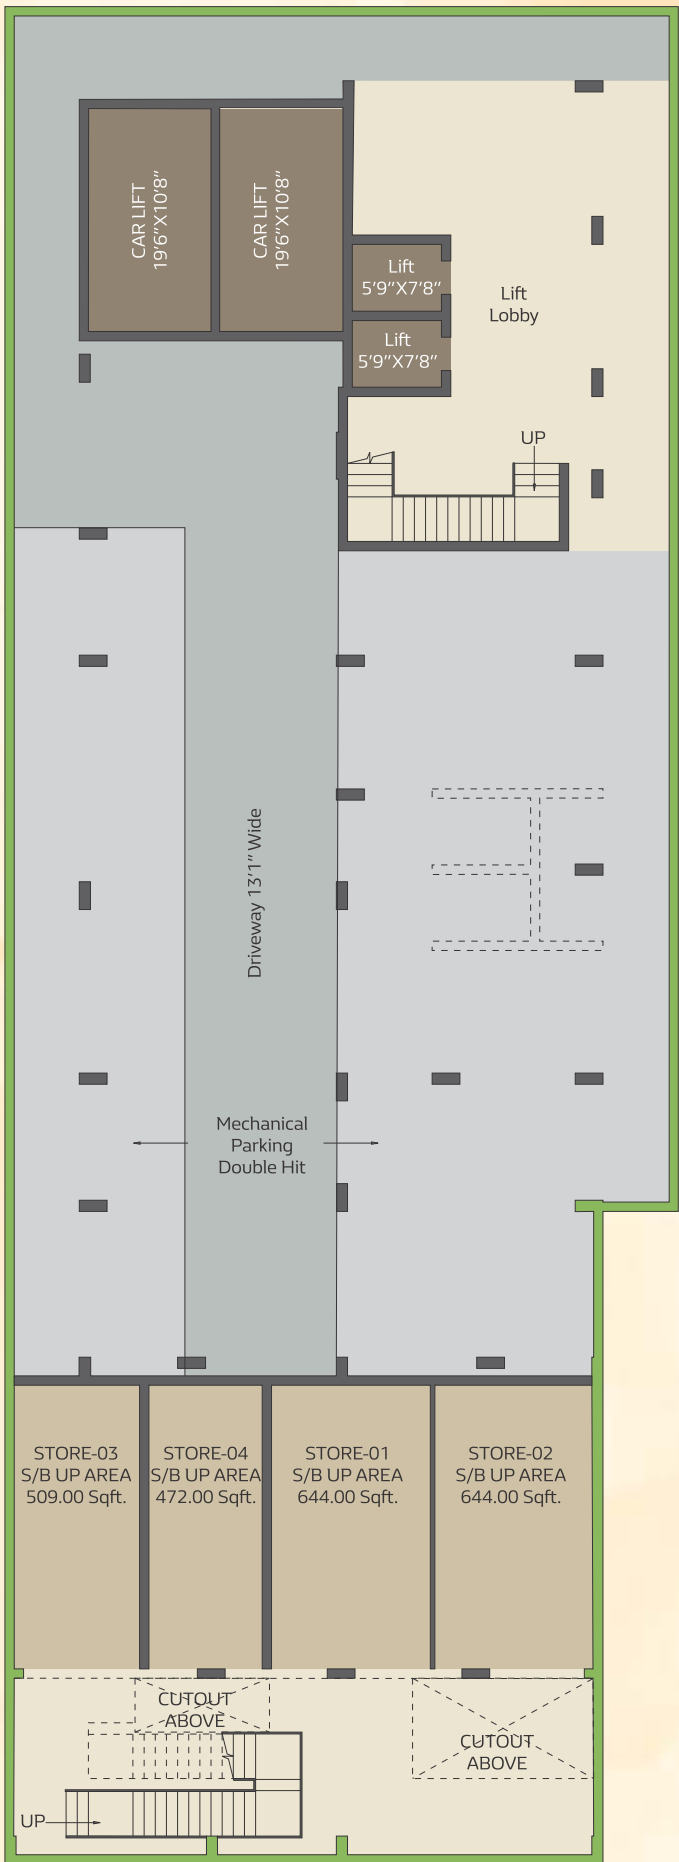 CAR LIFT
19'6"X10'8"
CAR LIFT
19'6"X10'8"
Lift
5'9"X7'8"
Lift
Lobby
Lift
5'9"X7'8"
UP
Driveway 13'1" Wide
Mechanical
Parking
Double Hit
STORE-03
S/B UP AREA
509.00 Sqft.
STORE-04
S/B UP AREA
472.00 Sqft.
STORE-01
S/B UP AREA
644.00 Sqft.
STORE-02
S/B UP AREA
644.00 Sqft.
CUTOUT
ABOVE
CUTOUT
ABOVE
UP